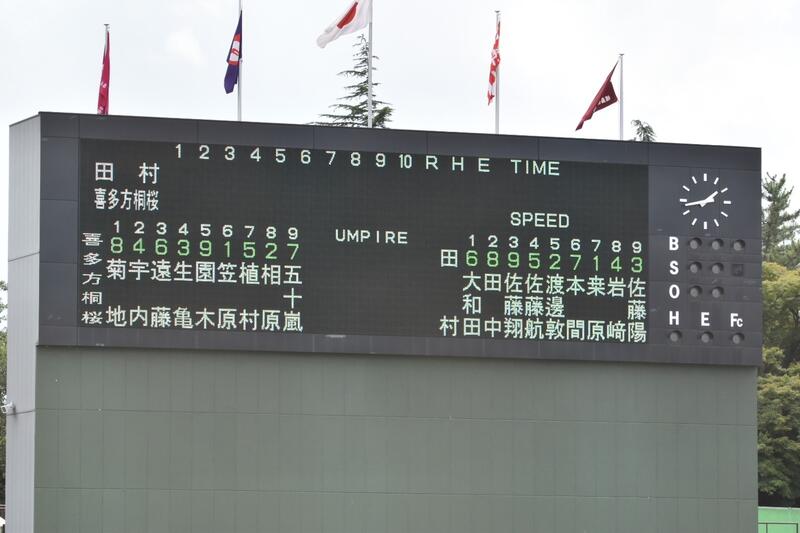 1 2 3 4 5 6 7 8 9 10 R H E TIME
田村
喜多方桐桜
UMPIRE
SPEED
喜多方桐桜
1 2 3 4 5 6 7 8 9
8 4 6 3 9 1 5 2 7
菊地 宇内 遠藤 生亀 園木 笠原 植村 相原 五十嵐
田村
1 2 3 4 5 6 7 8 9
6 8 9 5 2 7 1 4 3
大和田 田中 佐藤翔 佐藤航 渡邊敦 本間 桒原 岩﨑 佐藤陽
B
S
O
H E Fc